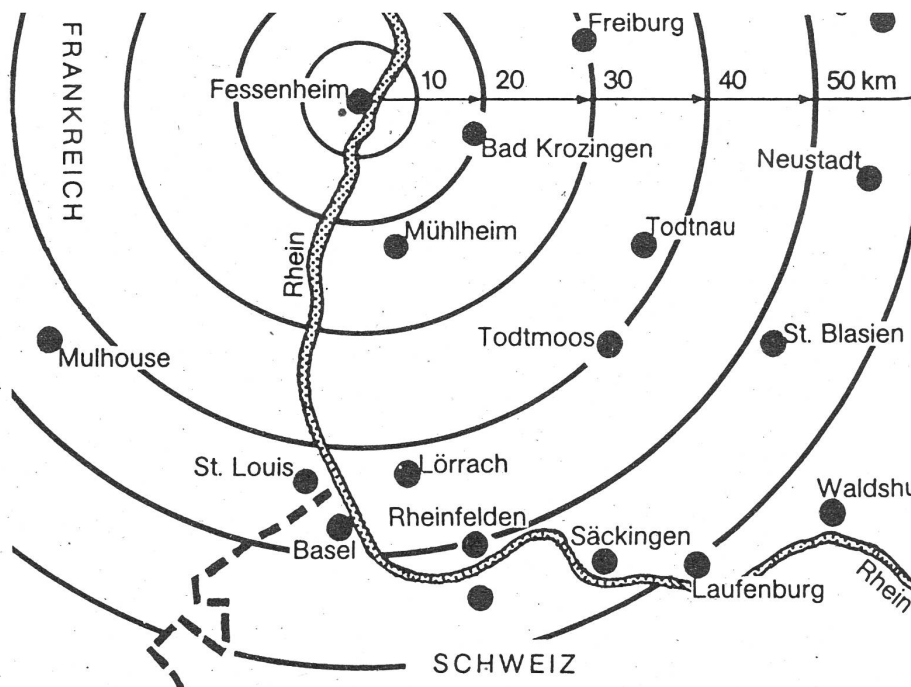 FRANKREICH
Freiburg
Fessenheim
10 20 30 40 50 km
Bad Krozingen
Neustadt
Mühlheim
Todtnau
Rhein
Todtmoos
St. Blasien
Mulhouse
St. Louis
Lörrach
Waldshu
Rheinfelden
Basel
Säckingen
Laufenburg
Rhein
SCHWEIZ